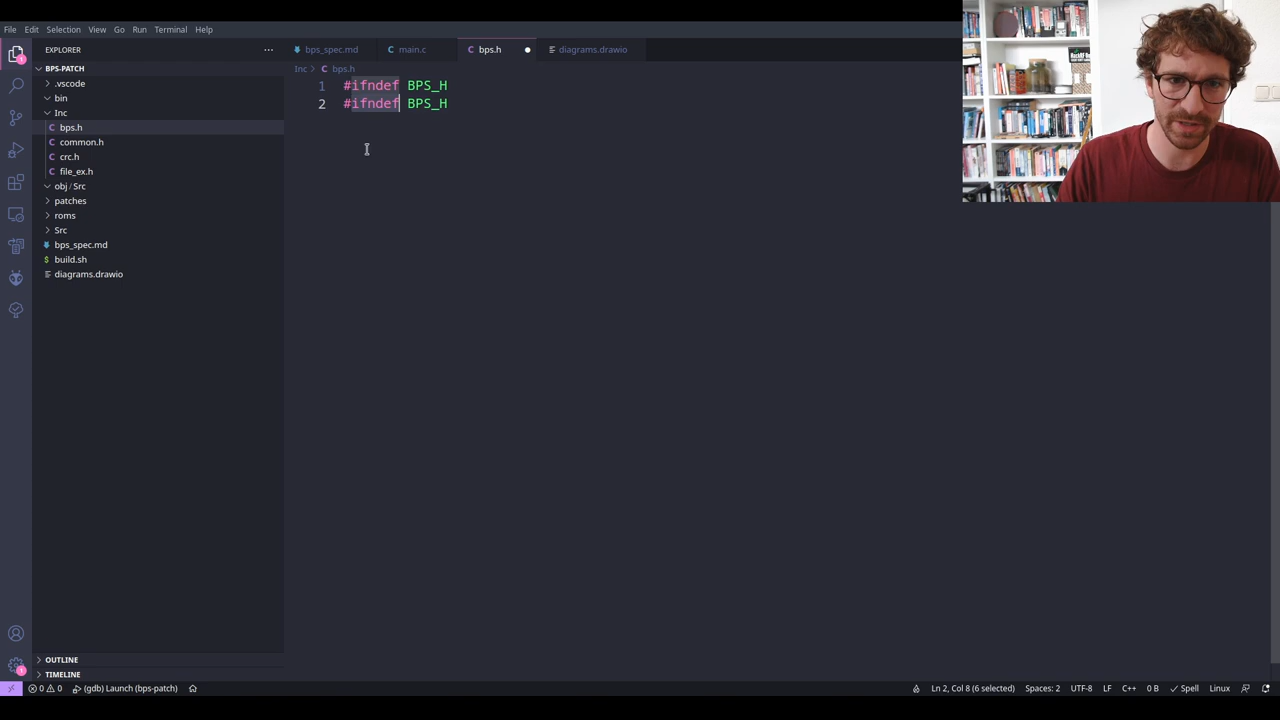 File Edit Selection View Go Run Terminal Help
EXPLORER
bps_spec.md
main.c
bps.h
diagrams.drawio
BPS-PATCH
Inc > bps.h
.vscode
bin
Inc
bps.h
common.h
crc.h
file_ex.h
obj / Src
patches
roms
Src
bps_spec.md
build.sh
diagrams.drawio
1 #ifndef BPS_H
2 #ifndef BPS_H
OUTLINE
TIMELINE
0 0 (gdb) Launch (bps-patch) Ln 2, Col 8 (6 selected) Spaces: 2 UTF-8 LF C++ 0 B Spell Linux